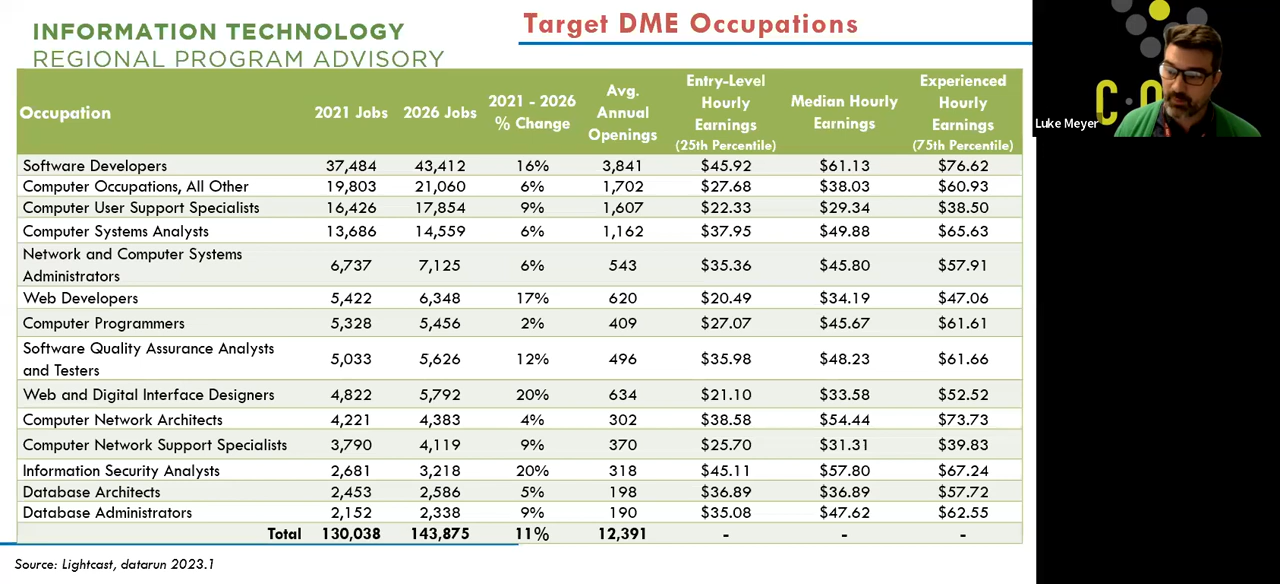 INFORMATION TECHNOLOGY
REGIONAL PROGRAM ADVISORY
Target DME Occupations
Occupation 2021 Jobs 2026 Jobs 2021 - 2026 % Change Avg. Annual Openings Entry-Level Hourly Earnings (25th Percentile) Median Hourly Earnings Experienced Hourly Earnings (75th Percentile)
Software Developers 37,484 43,412 16% 3,841 $45.92 $61.13 $76.62
Computer Occupations, All Other 19,803 21,060 6% 1,702 $27.68 $38.03 $60.93
Computer User Support Specialists 16,426 17,854 9% 1,607 $22.33 $29.34 $38.50
Computer Systems Analysts 13,686 14,559 6% 1,162 $37.95 $49.88 $65.63
Network and Computer Systems Administrators 6,737 7,125 6% 543 $35.36 $45.80 $57.91
Web Developers 5,422 6,348 17% 620 $20.49 $34.19 $47.06
Computer Programmers 5,328 5,456 2% 409 $27.07 $45.67 $61.61
Software Quality Assurance Analysts and Testers 5,033 5,626 12% 496 $35.98 $48.23 $61.66
Web and Digital Interface Designers 4,822 5,792 20% 634 $21.10 $33.58 $52.52
Computer Network Architects 4,221 4,383 4% 302 $38.58 $54.44 $73.73
Computer Network Support Specialists 3,790 4,119 9% 370 $25.70 $31.31 $39.83
Information Security Analysts 2,681 3,218 20% 318 $45.11 $57.80 $67.24
Database Architects 2,453 2,586 5% 198 $36.89 $36.89 $57.72
Database Administrators 2,152 2,338 9% 190 $35.08 $47.62 $62.55
Total 130,038 143,875 11% 12,391 - - -
Source: Lightcast, datarun 2023.1
Luke Meyer